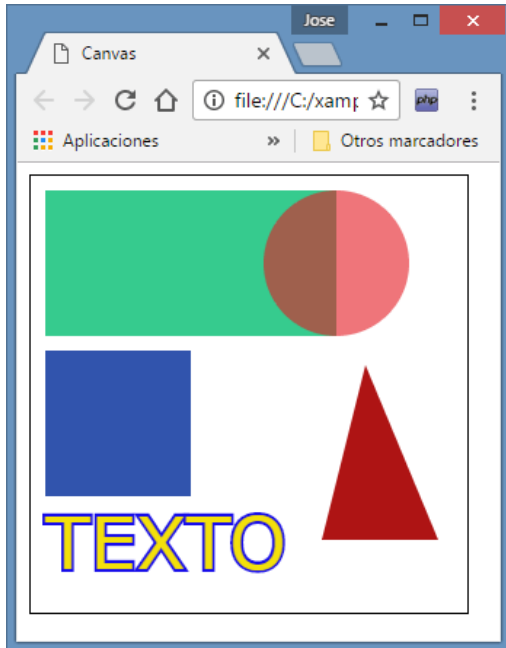 Jose
Canvas
file:///C:/xamp
php
Aplicaciones » Otros marcadores
TEXTO